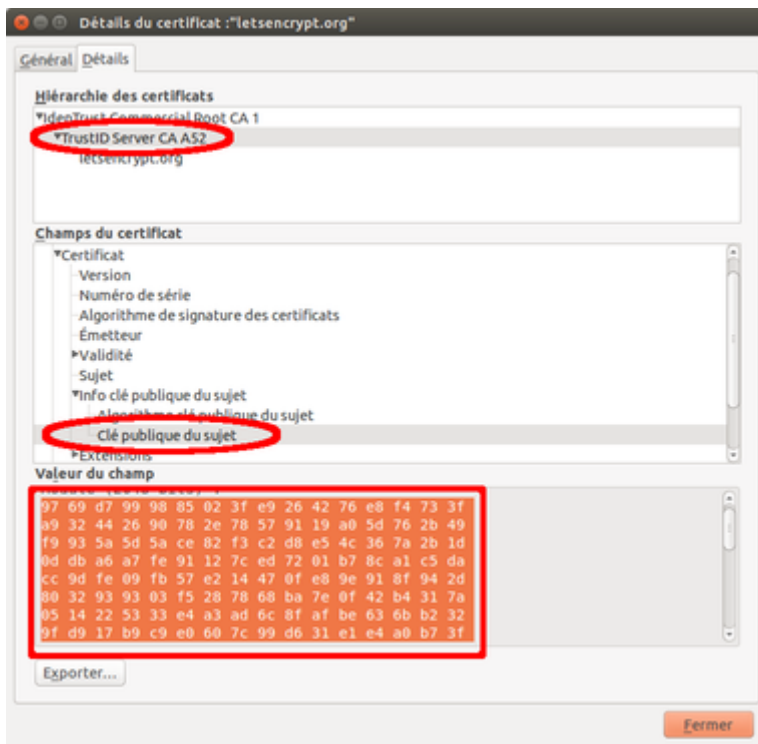 Détails du certificat :"letsencrypt.org"
Général Détails
Hiérarchie des certificats
IdenTrust Commercial Root CA 1
TrustID Server CA A52
letsencrypt.org
Champs du certificat
Certificat
Version
Numéro de série
Algorithme de signature des certificats
Émetteur
Validité
Sujet
Info clé publique du sujet
Algorithme clé publique du sujet
Clé publique du sujet
Extensions
Valeur du champ
97 69 d7 99 98 85 02 3f e9 26 42 76 e8 f4 73 3f
a9 32 44 26 90 78 2e 78 57 91 19 a0 5d 76 2b 49
f9 93 5a 5d 5a ce 82 f3 c2 d8 e5 4c 36 7a 2b 1d
0d db a6 a7 fe 91 12 7c ed 72 01 b7 8c a1 c5 da
cc 9d fe 09 fb 57 e2 14 47 0f e8 9e 91 8f 94 2d
80 32 93 93 03 f5 28 78 68 ba 7e 0f 42 b4 31 7a
05 14 22 53 33 e4 a3 ad 6c 8f af be 63 6b b2 32
9f d9 17 b9 c9 e0 60 7c 99 d6 31 e1 e4 a0 b7 3f
Exporter...
Fermer